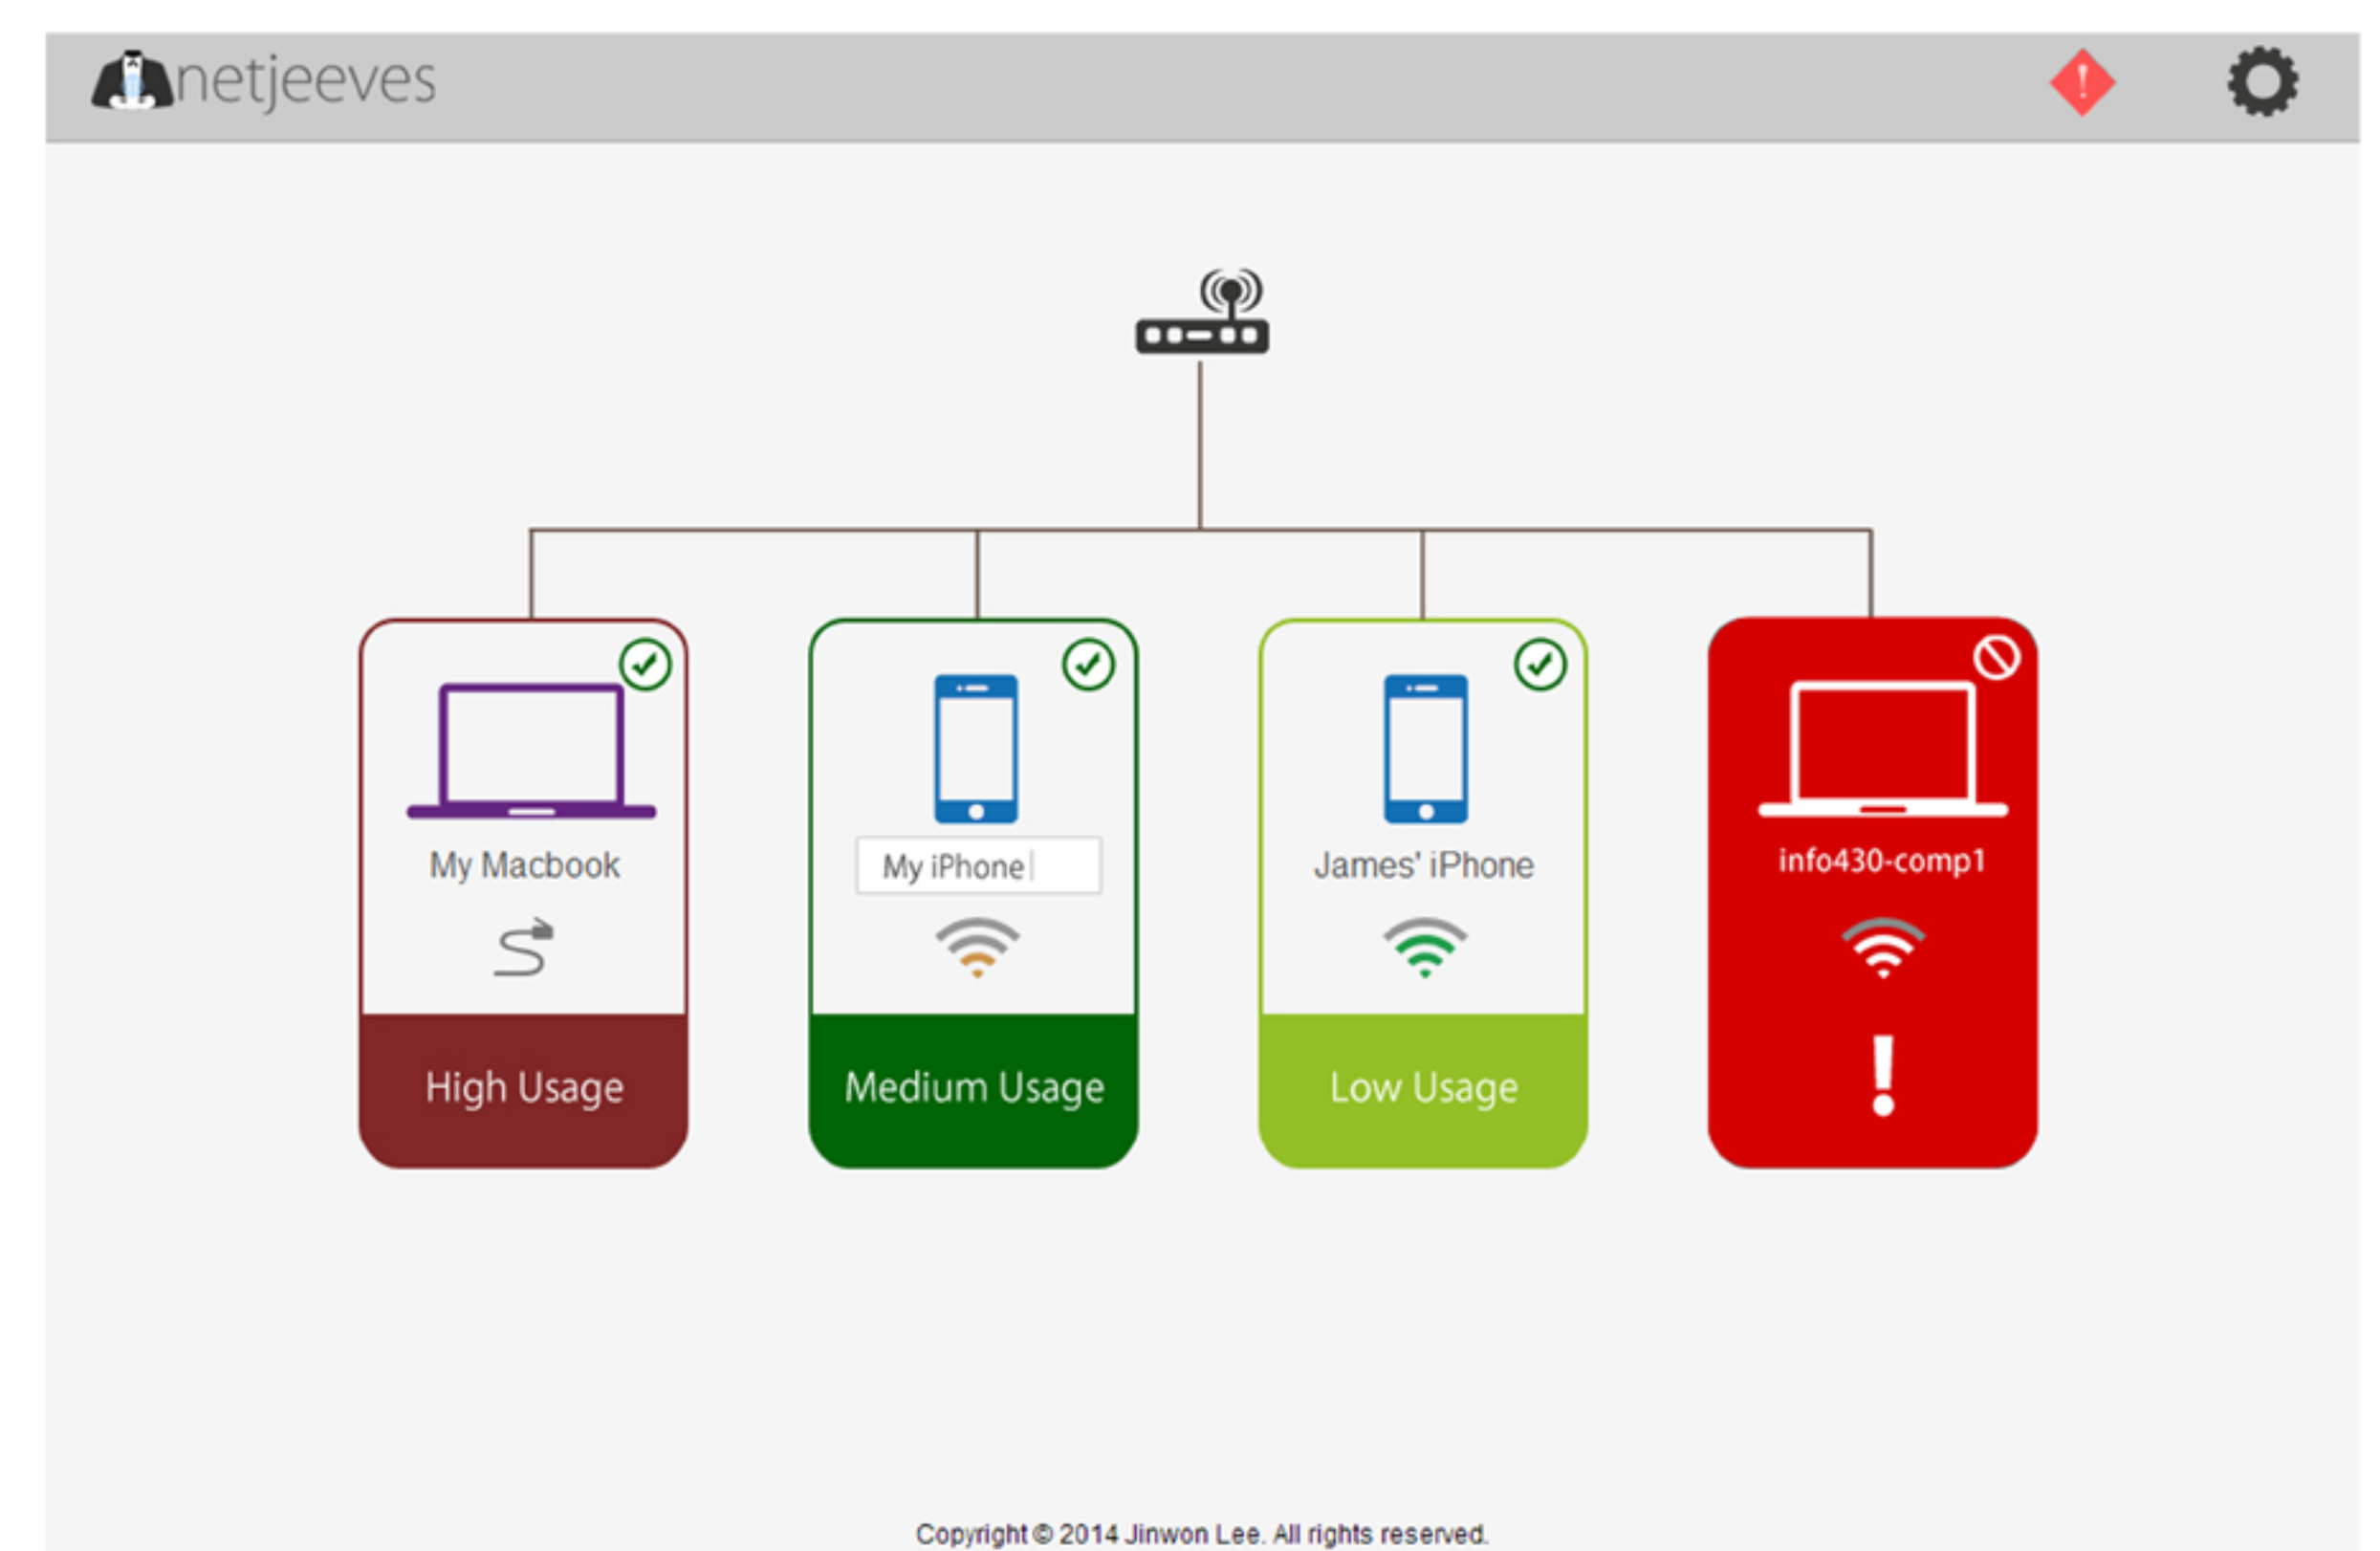 netjeeves
My Macbook
My iPhone
James' iPhone
info430-comp1
High Usage
Medium Usage
Low Usage
!
Copyright © 2014 Jinwon Lee. All rights reserved.